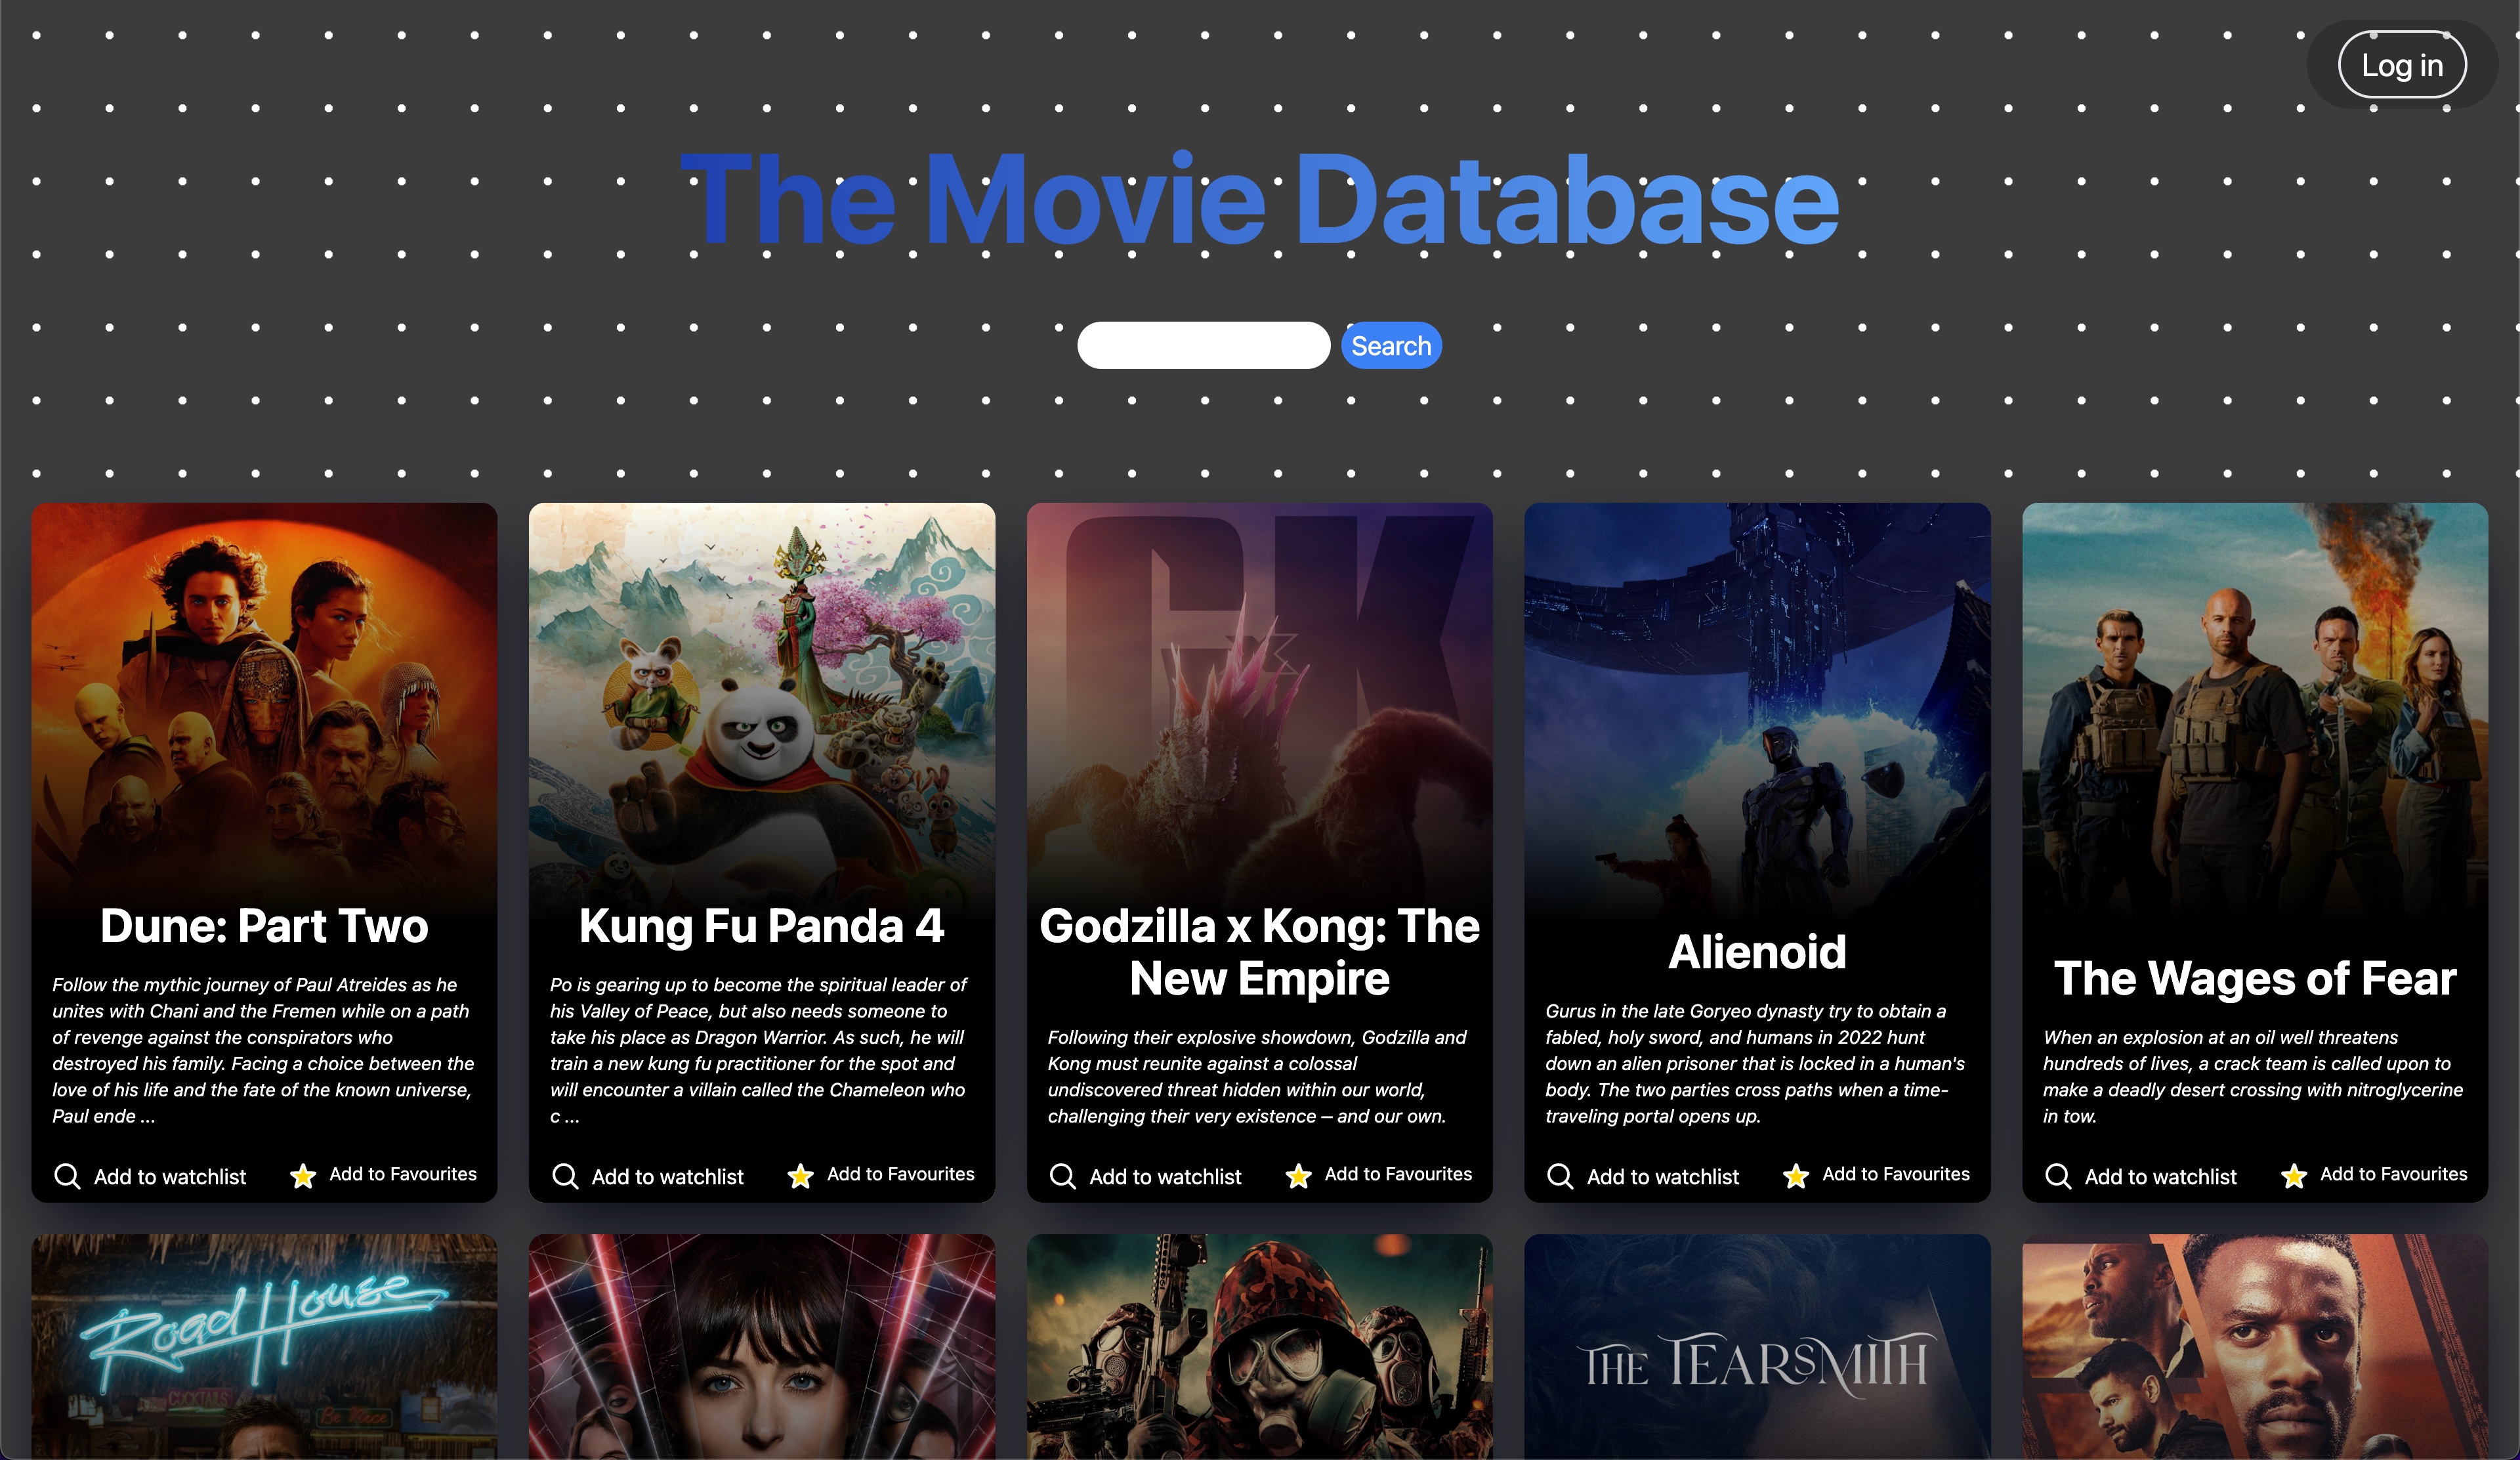 Log in
The Movie Database
Search
GK
Dune: Part Two
Follow the mythic journey of Paul Atreides as he
unites with Chani and the Fremen while on a path
of revenge against the conspirators who
destroyed his family. Facing a choice between the
love of his life and the fate of the known universe,
Paul ende ...
Add to watchlist
Add to Favourites
Kung Fu Panda 4
Po is gearing up to become the spiritual leader of
his Valley of Peace, but also needs someone to
take his place as Dragon Warrior. As such, he will
train a new kung fu practitioner for the spot and
will encounter a villain called the Chameleon who
c ...
Add to watchlist
Add to Favourites
Godzilla x Kong: The
New Empire
Following their explosive showdown, Godzilla and
Kong must reunite against a colossal
undiscovered threat hidden within our world,
challenging their very existence – and our own.
Add to watchlist
Add to Favourites
Alienoid
Gurus in the late Goryeo dynasty try to obtain a
fabled, holy sword, and humans in 2022 hunt
down an alien prisoner that is locked in a human's
body. The two parties cross paths when a time-
traveling portal opens up.
Add to watchlist
Add to Favourites
The Wages of Fear
When an explosion at an oil well threatens
hundreds of lives, a crack team is called upon to
make a deadly desert crossing with nitroglycerine
in tow.
Add to watchlist
Add to Favourites
Road House
COCKTAILS
Be Nice
THE TEARSMITH